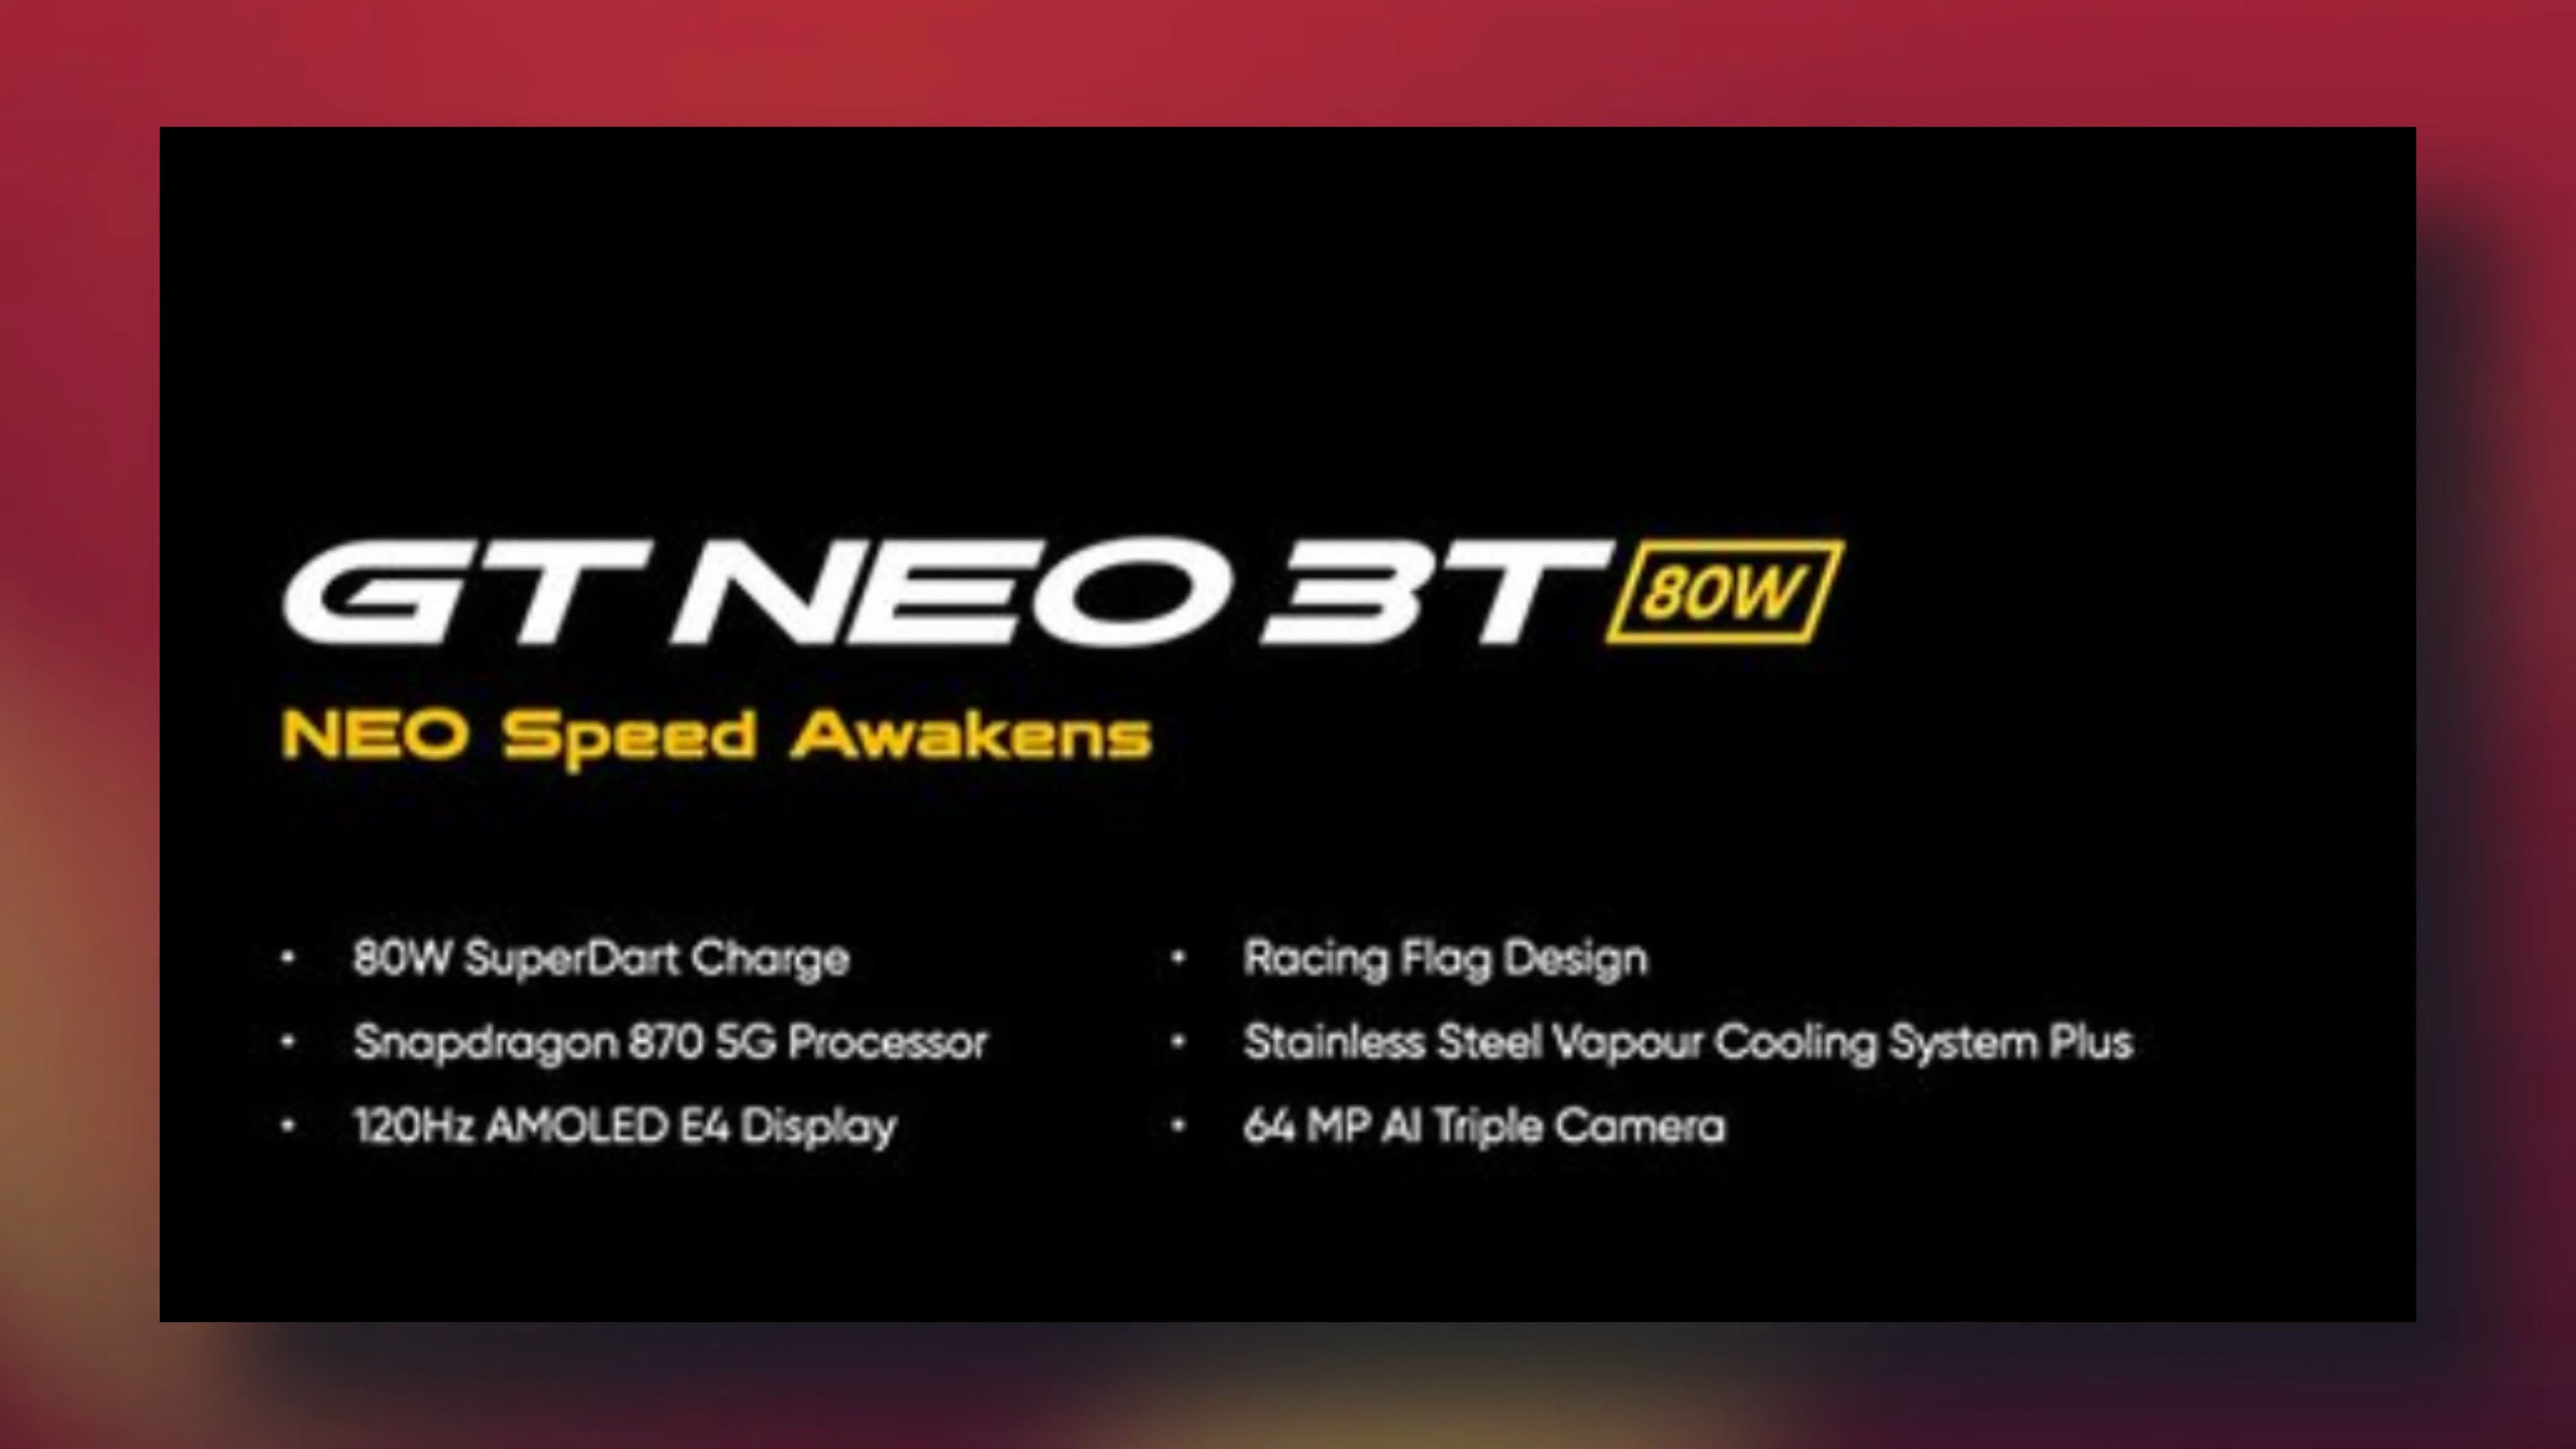 GT NEO 3T 80W
NEO Speed Awakens
• 80W SuperDart Charge
• Snapdragon 870 5G Processor
• 120Hz AMOLED E4 Display
• Racing Flag Design
• Stainless Steel Vapour Cooling System Plus
• 64 MP AI Triple Camera